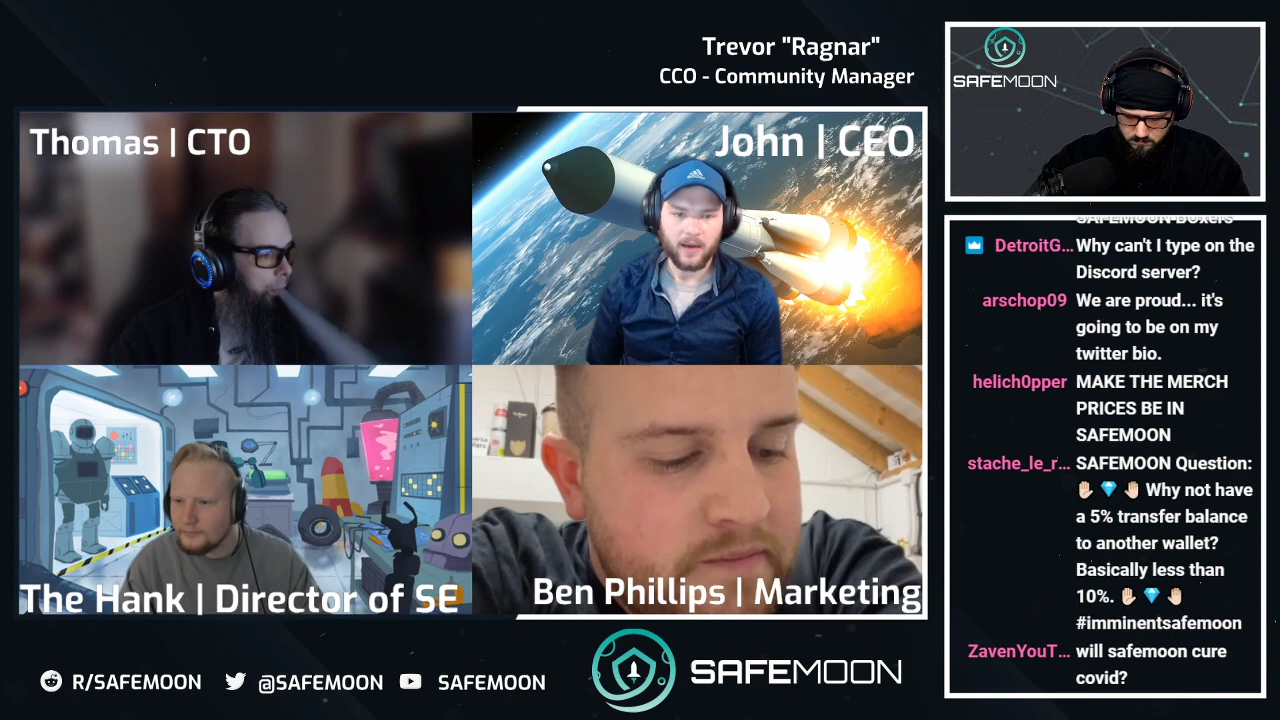 Trevor "Ragnar"
CCO - Community Manager
Thomas | CTO
John | CEO
The Hank | Director of SE
Ben Phillips | Marketing
R/SAFEMOON
@SAFEMOON
SAFEMOON
SAFEMOON
SAFEMOON
SAFEMOON BOXERS
DetroitG... Why can't I type on the
Discord server?
arschop09 We are proud... it's
going to be on my
twitter bio.
helich0pper MAKE THE MERCH
PRICES BE IN
SAFEMOON
stache_le_r... SAFEMOON Question:
✋🏻 💎 🤚🏻 Why not have
a 5% transfer balance
to another wallet?
Basically less than
10%. ✋🏻 💎 🤚🏻
#imminentsafemoon
ZavenYouT... will safemoon cure
covid?